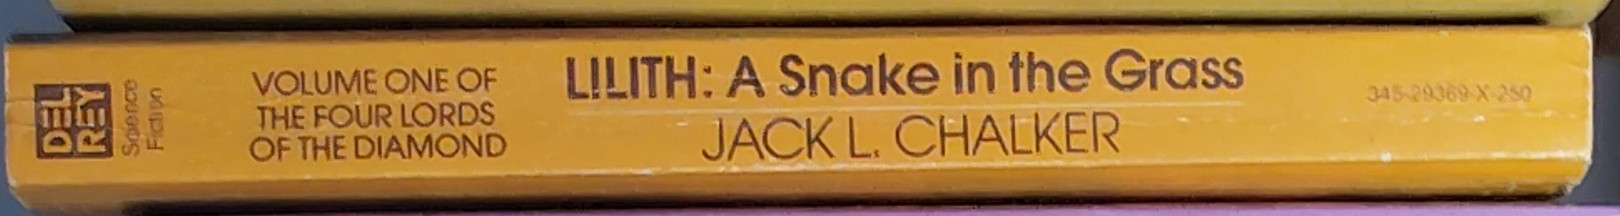 DEL
REY
Science
Fiction
VOLUME ONE OF
THE FOUR LORDS
OF THE DIAMOND
LILITH: A Snake in the Grass
JACK L. CHALKER
345-29369-X-250